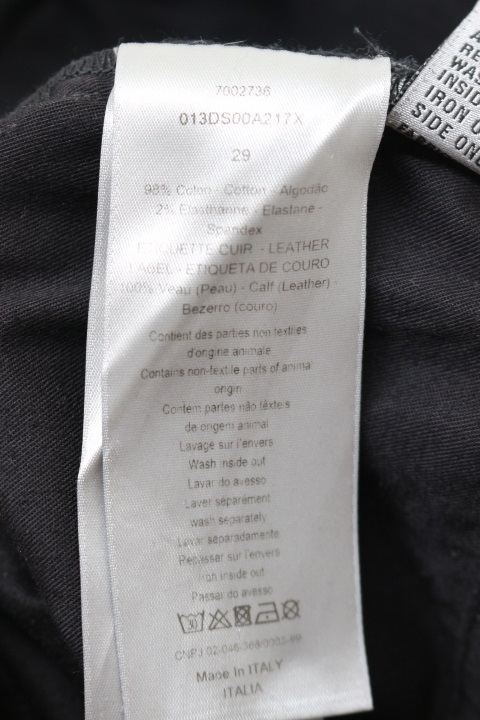 7002736
013DS00A217X
29
98% Coton - Cotton - Algodão
2% Elasthanne - Elastane -
Spandex
ETIQUETTE CUIR - LEATHER
LABEL - ETIQUETA DE COURO
100% Veau (Peau) - Calf (Leather) -
Bezerro (couro)
Contient des parties non textiles
d'origine animale
Contains non-textile parts of animal
origin
Contem partes não têxteis
de origem animal
Lavage sur l'envers
Wash inside out
Lavar do avesso
Laver séparément
wash separately
Lavar separadamente
Repasser sur l'envers
Iron inside out
Passar do avesso
30
CNPJ
Made in ITALY
ITALIA
WAS
INSID
IRON O
SIDE ONL